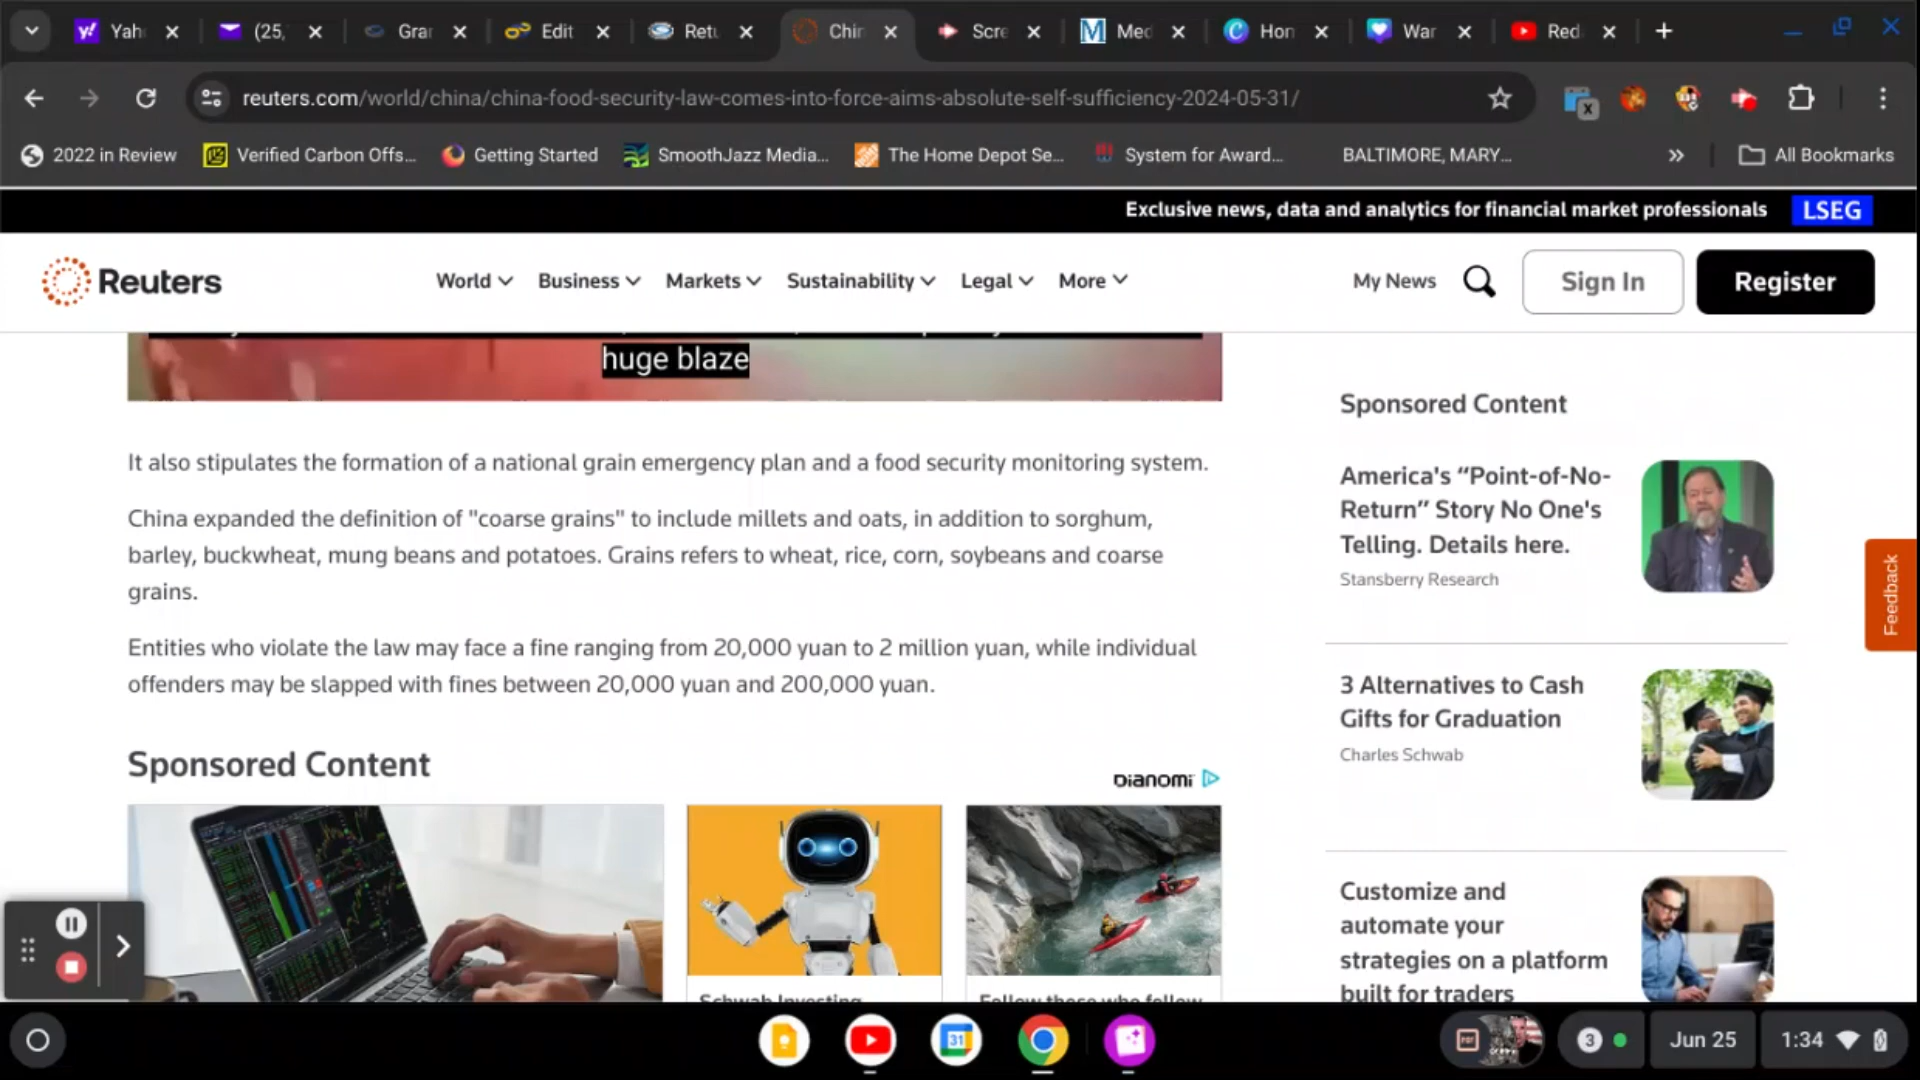 Yah
(25,
Gra
Edit
Retu
Chin
Scre
Med
Hon
War
Red
reuters.com/world/china/china-food-security-law-comes-into-force-aims-absolute-self-sufficiency-2024-05-31/
2022 in Review
Verified Carbon Offs...
Getting Started
SmoothJazz Media...
The Home Depot Se...
System for Award...
BALTIMORE, MARY...
All Bookmarks
Exclusive news, data and analytics for financial market professionals LSEG
Reuters
World Business Markets Sustainability Legal More
My News
Sign In
Register
huge blaze
It also stipulates the formation of a national grain emergency plan and a food security monitoring system.
China expanded the definition of "coarse grains" to include millets and oats, in addition to sorghum,
barley, buckwheat, mung beans and potatoes. Grains refers to wheat, rice, corn, soybeans and coarse
grains.
Entities who violate the law may face a fine ranging from 20,000 yuan to 2 million yuan, while individual
offenders may be slapped with fines between 20,000 yuan and 200,000 yuan.
Sponsored Content
DIANOMI
Schwab Investing
Follow those who follow
Sponsored Content
America's “Point-of-No-
Return” Story No One's
Telling. Details here.
Stansberry Research
3 Alternatives to Cash
Gifts for Graduation
Charles Schwab
Customize and
automate your
strategies on a platform
built for traders
Feedback
31
3
Jun 25
1:34